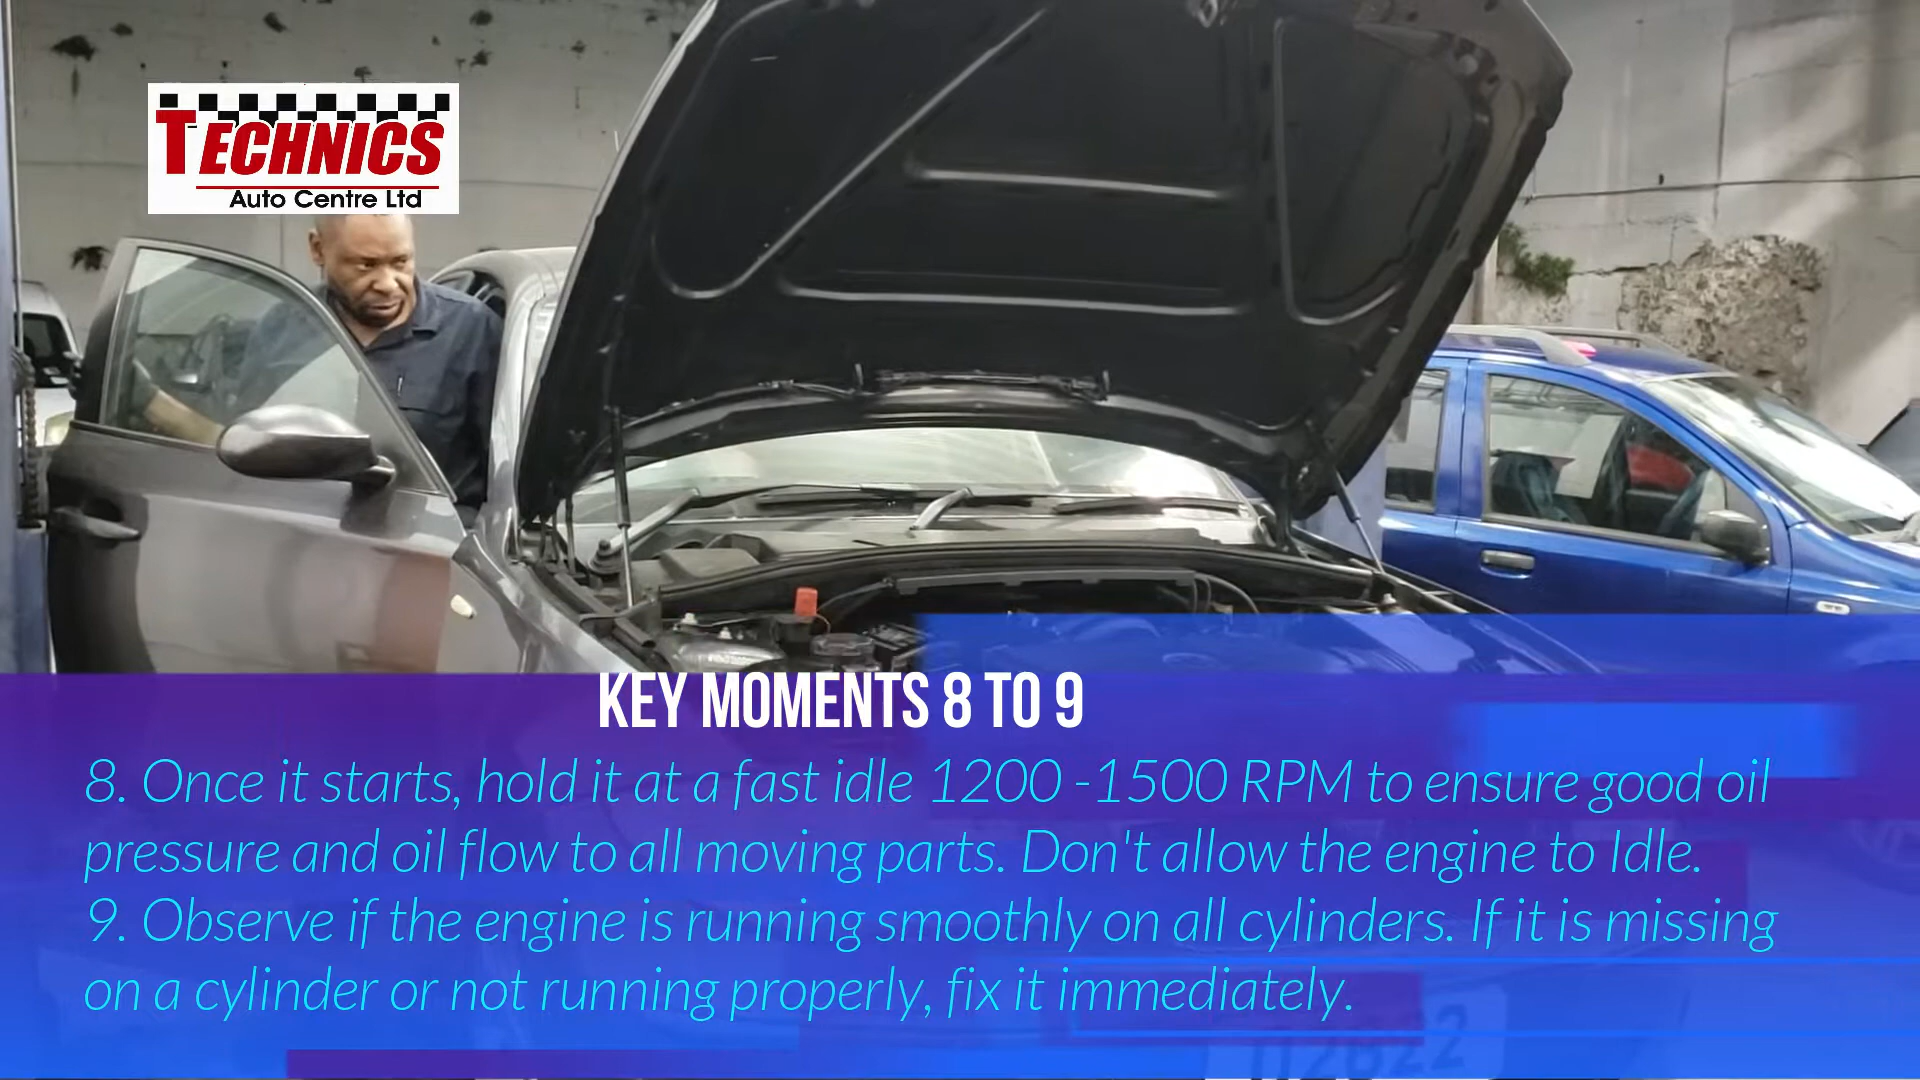 TECHNICS
Auto Centre Ltd
KEY MOMENTS 8 TO 9
8. Once it starts, hold it at a fast idle 1200 -1500 RPM to ensure good oil
pressure and oil flow to all moving parts. Don't allow the engine to Idle.
9. Observe if the engine is running smoothly on all cylinders. If it is missing
on a cylinder or not running properly, fix it immediately.